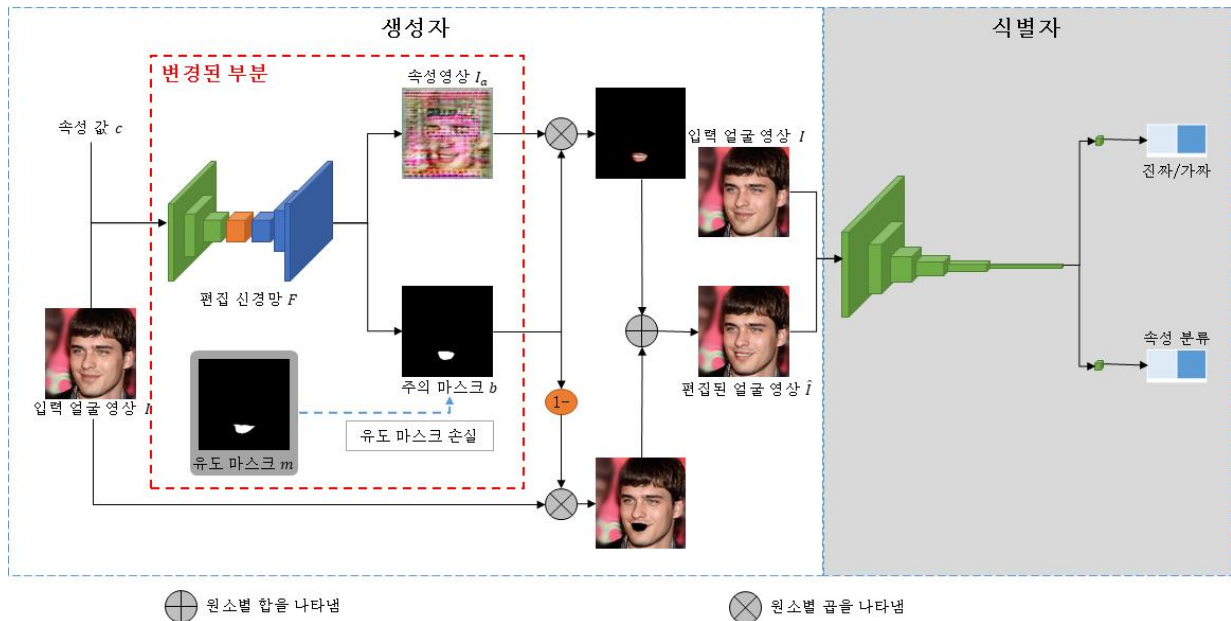 생성자
식별자
변경된 부분
속성 값 c
속성영상 I_a
편집 신경망 F
입력 얼굴 영상 I
유도 마스크 m
주의 마스크 b
유도 마스크 손실
1-
입력 얼굴 영상 I
편집된 얼굴 영상 Î
진짜/가짜
속성 분류
원소별 합을 나타냄
원소별 곱을 나타냄